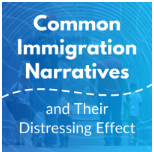 Common
Immigration
Narratives
and Their
Distressing Effect